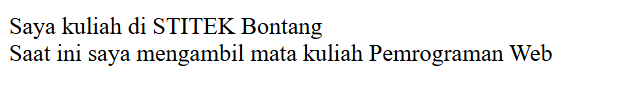 Saya kuliah di STITEK Bontang
Saat ini saya mengambil mata kuliah Pemrograman Web